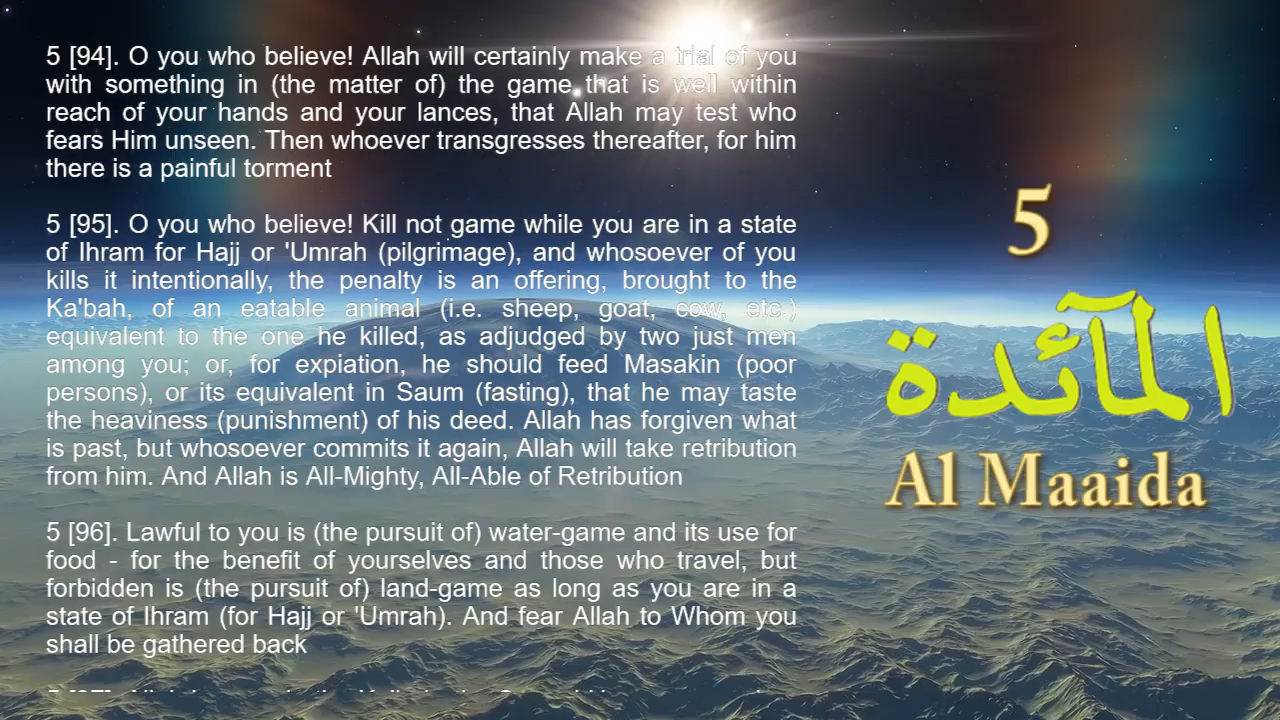 5 [94]. O you who believe! Allah will certainly make a trial of you
with something in (the matter of) the game that is well within
reach of your hands and your lances, that Allah may test who
fears Him unseen. Then whoever transgresses thereafter, for him
there is a painful torment
5 [95]. O you who believe! Kill not game while you are in a state
of Ihram for Hajj or 'Umrah (pilgrimage), and whosoever of you
kills it intentionally, the penalty is an offering, brought to the
Ka'bah, of an eatable animal (i.e. sheep, goat, cow, etc.)
equivalent to the one he killed, as adjudged by two just men
among you; or, for expiation, he should feed Masakin (poor
persons), or its equivalent in Saum (fasting), that he may taste
the heaviness (punishment) of his deed. Allah has forgiven what
is past, but whosoever commits it again, Allah will take retribution
from him. And Allah is All-Mighty, All-Able of Retribution
5 [96]. Lawful to you is (the pursuit of) water-game and its use for
food - for the benefit of yourselves and those who travel, but
forbidden is (the pursuit of) land-game as long as you are in a
state of Ihram (for Hajj or 'Umrah). And fear Allah to Whom you
shall be gathered back
5
المآئدة
Al Maaida